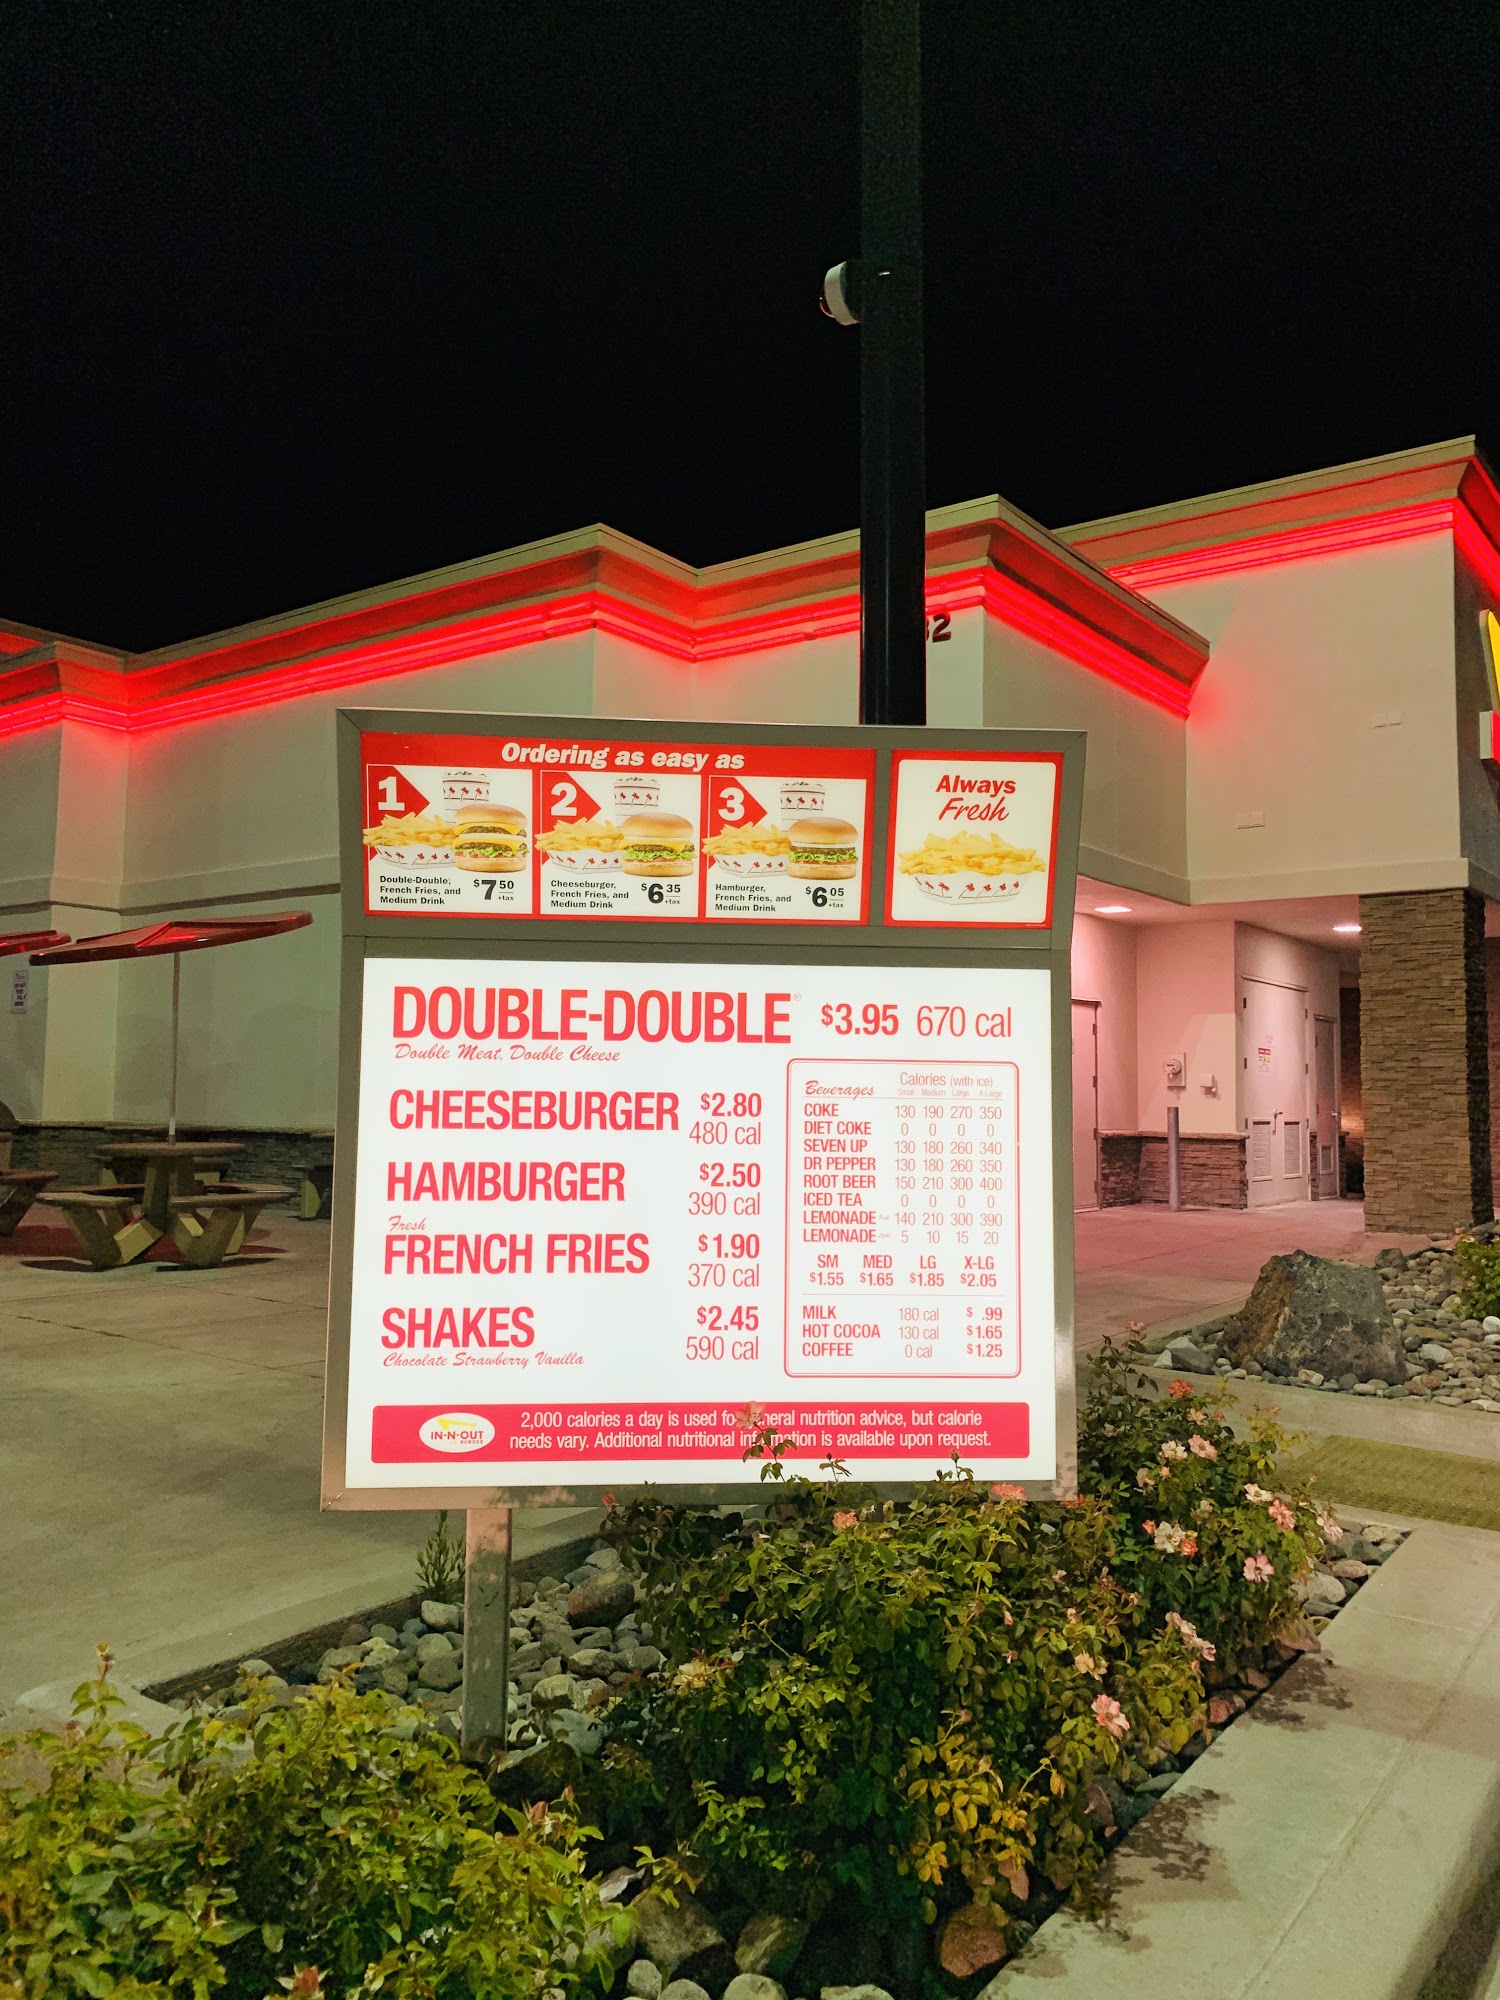 Ordering as easy as
1
Double-Double,
French Fries, and
Medium Drink
$7 50
+tax
2
Cheeseburger,
French Fries, and
Medium Drink
$6 35
+tax
3
Hamburger,
French Fries, and
Medium Drink
$6 05
+tax
Always
Fresh
DOUBLE-DOUBLE® $3.95 670 cal
Double Meat, Double Cheese
CHEESEBURGER $2.80
480 cal
HAMBURGER $2.50
390 cal
Fresh
FRENCH FRIES $1.90
370 cal
SHAKES $2.45
590 cal
Chocolate Strawberry Vanilla
Beverages Calories (with ice)
Small Medium Large X-Large
COKE 130 190 270 350
DIET COKE 0 0 0 0
SEVEN UP 130 180 260 340
DR PEPPER 130 180 260 350
ROOT BEER 150 210 300 400
ICED TEA 0 0 0 0
LEMONADE 140 210 300 390
LEMONADE 5 10 15 20
SM MED LG X-LG
$1.55 $1.65 $1.85 $2.05
MILK 180 cal $ .99
HOT COCOA 130 cal $1.65
COFFEE 0 cal $1.25
IN-N-OUT
BURGER
2,000 calories a day is used nutrition advice, but calorie
needs vary. Additional nutritional is available upon request.